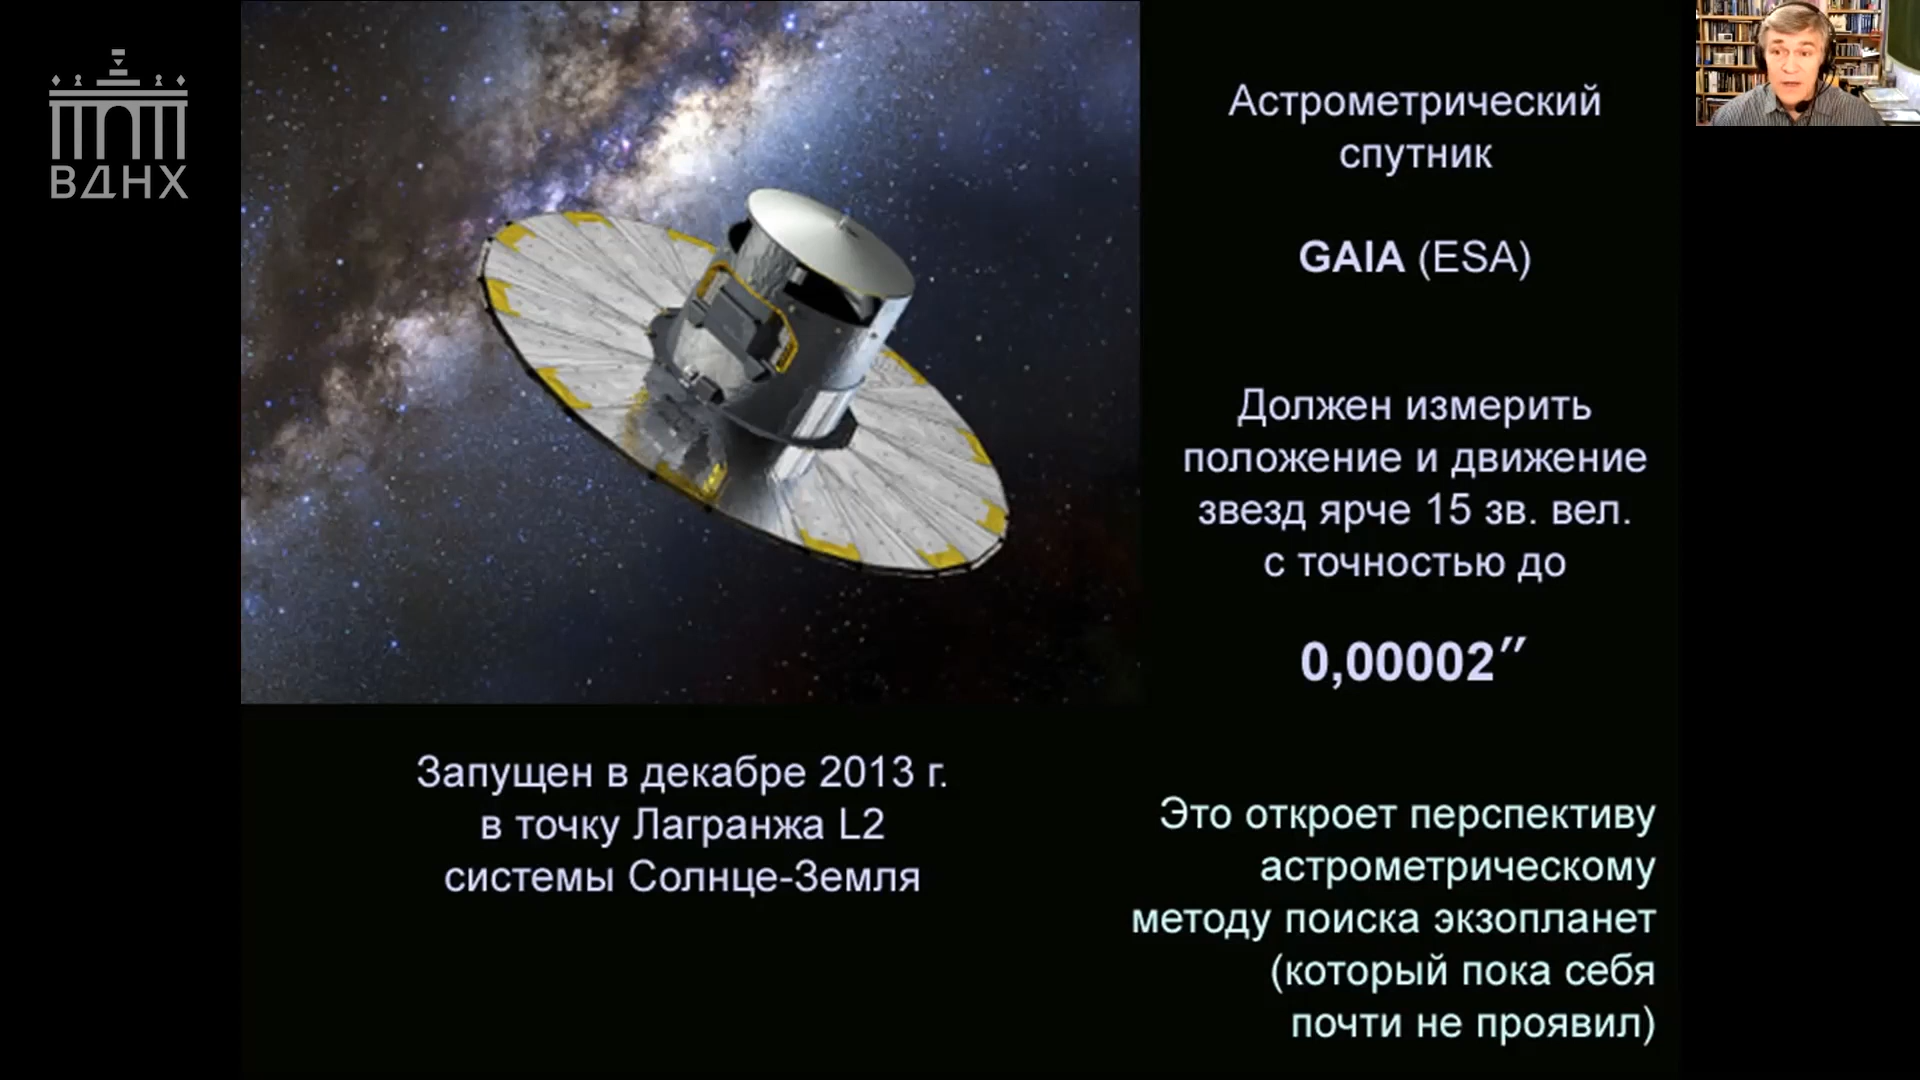 ВДНХ
Астрометрический
спутник
GAIA (ESA)
Должен измерить
положение и движение
звезд ярче 15 зв. вел.
с точностью до
0,00002″
Запущен в декабре 2013 г.
в точку Лагранжа L2
системы Солнце-Земля
Это откроет перспективу
астрометрическому
методу поиска экзопланет
(который пока себя
почти не проявил)